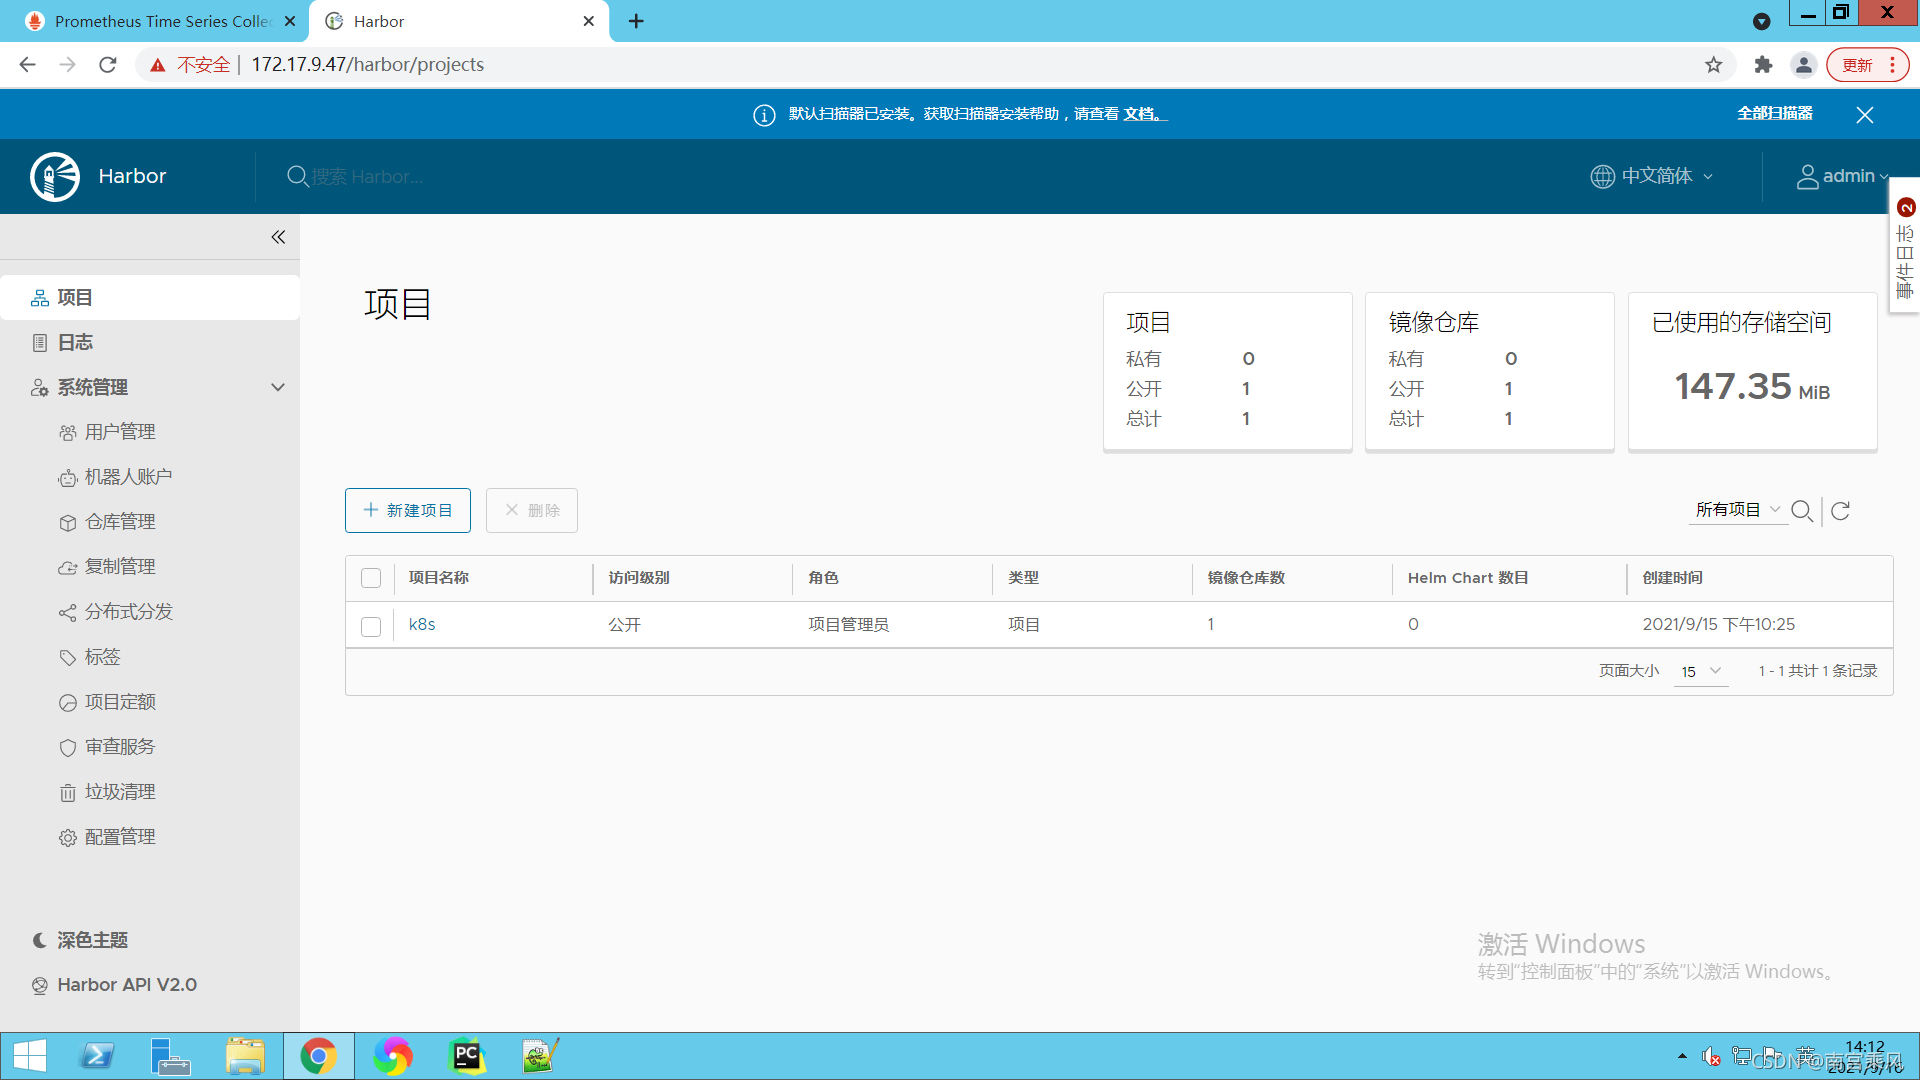 Prometheus Time Series Collec
Harbor
不安全 | 172.17.9.47/harbor/projects
更新
默认扫描器已安装。获取扫描器安装帮助，请查看 文档。
全部扫描器
Harbor
搜索 Harbor...
中文简体
admin
事件日志 2
项目
日志
系统管理
用户管理
机器人账户
仓库管理
复制管理
分布式分发
标签
项目定额
审查服务
垃圾清理
配置管理
深色主题
Harbor API V2.0
项目
项目
私有 0
公开 1
总计 1
镜像仓库
私有 0
公开 1
总计 1
已使用的存储空间
147.35 MiB
新建项目
删除
所有项目
项目名称 访问级别 角色 类型 镜像仓库数 Helm Chart 数目 创建时间
k8s 公开 项目管理员 项目 1 0 2021/9/15 下午10:25
页面大小 15 1 - 1 共计 1 条记录
激活 Windows
转到“控制面板”中的“系统”以激活 Windows。
PC
英
14:12
2021/9/16
CSDN @南宫乘风